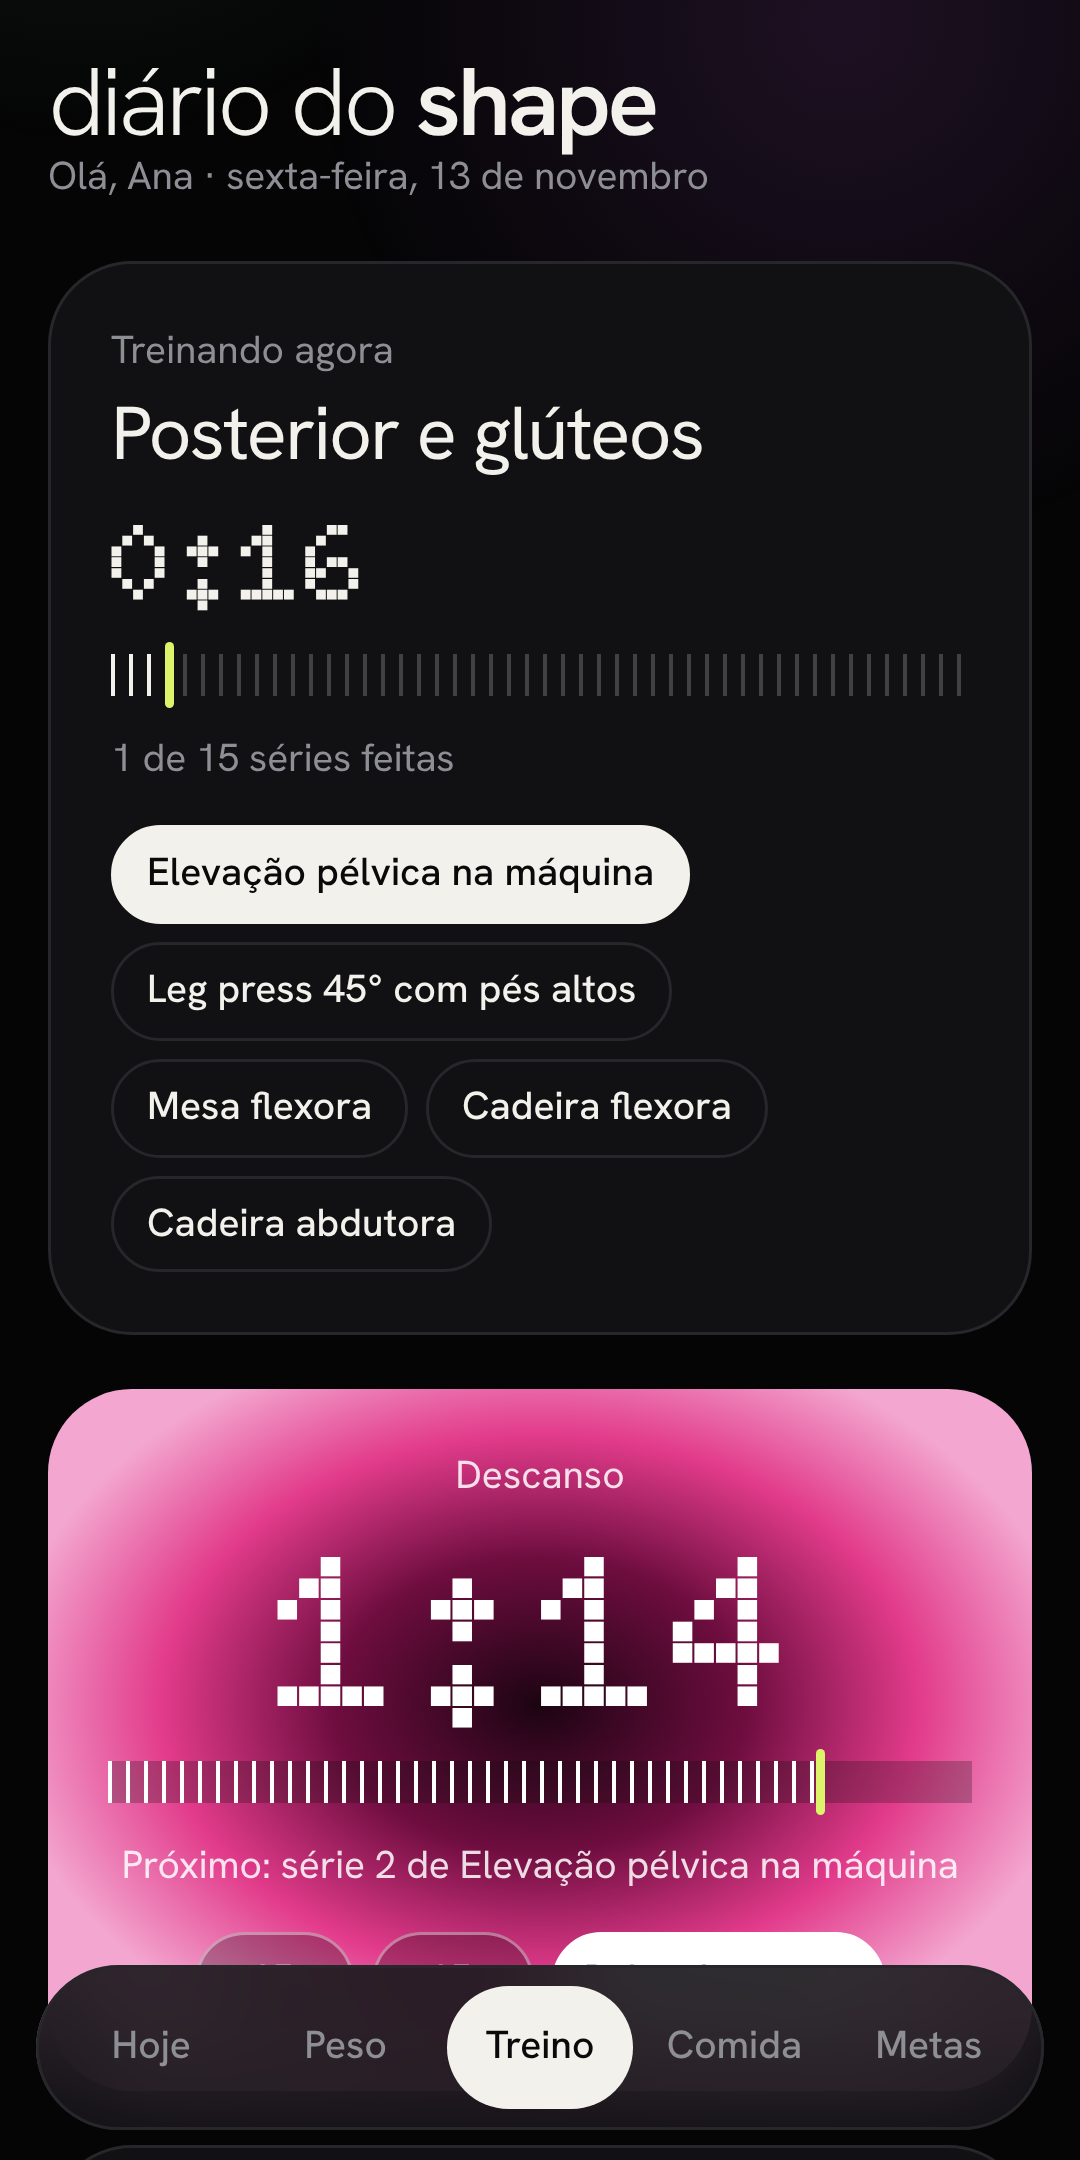 diário do shape
Olá, Ana · sexta-feira, 13 de novembro
Treinando agora
Posterior e glúteos
0:16
1 de 15 séries feitas
Elevação pélvica na máquina
Leg press 45° com pés altos
Mesa flexora
Cadeira flexora
Cadeira abdutora
Descanso
1:14
Próximo: série 2 de Elevação pélvica na máquina
Hoje
Peso
Treino
Comida
Metas